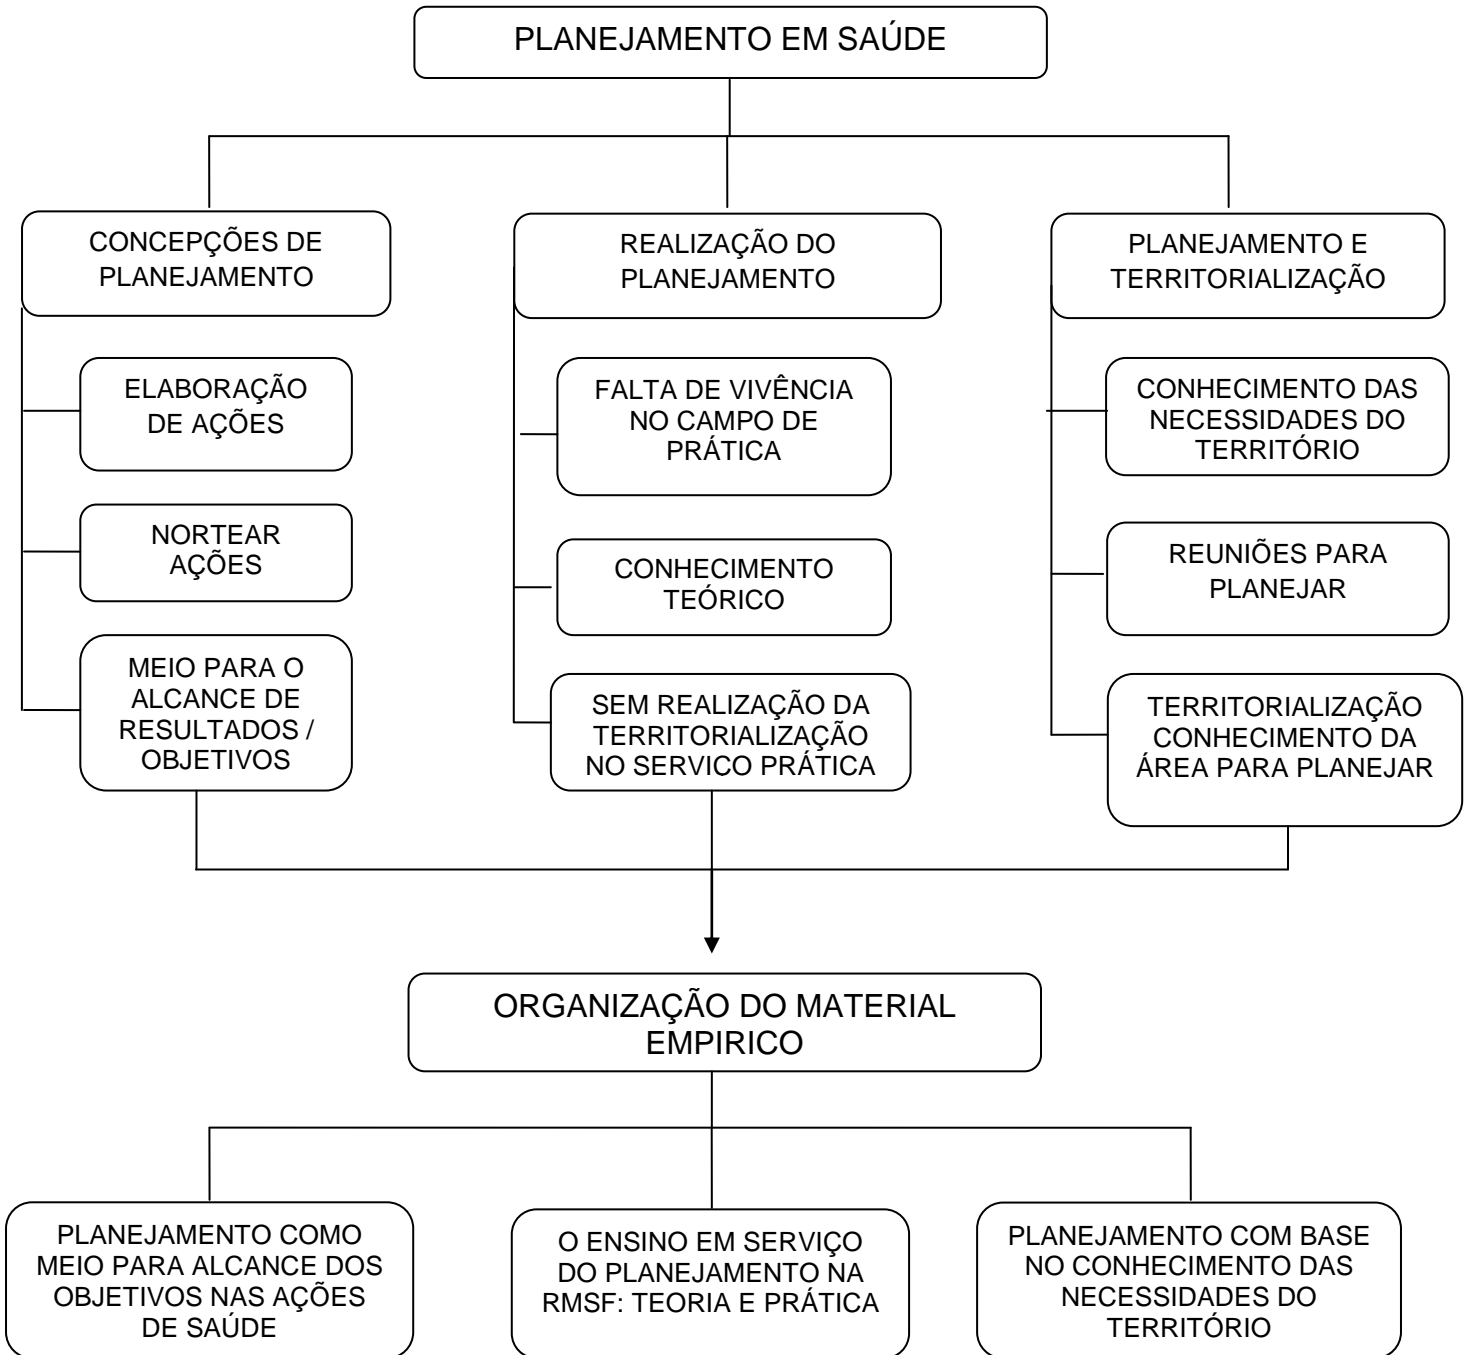 PLANEJAMENTO EM SAÚDE
CONCEPÇÕES DE
PLANEJAMENTO
ELABORAÇÃO
DE AÇÕES
NORTEAR
AÇÕES
MEIO PARA O
ALCANCE DE
RESULTADOS /
OBJETIVOS
REALIZAÇÃO DO
PLANEJAMENTO
FALTA DE VIVÊNCIA
NO CAMPO DE
PRÁTICA
CONHECIMENTO
TEÓRICO
SEM REALIZAÇÃO DA
TERRITORIALIZAÇÃO
NO SERVICO PRÁTICA
PLANEJAMENTO E
TERRITORIALIZAÇÃO
CONHECIMENTO DAS
NECESSIDADES DO
TERRITÓRIO
REUNIÕES PARA
PLANEJAR
TERRITORIALIZAÇÃO
CONHECIMENTO DA
ÁREA PARA PLANEJAR
ORGANIZAÇÃO DO MATERIAL
EMPIRICO
PLANEJAMENTO COMO
MEIO PARA ALCANCE DOS
OBJETIVOS NAS AÇÕES
DE SAÚDE
O ENSINO EM SERVIÇO
DO PLANEJAMENTO NA
RMSF: TEORIA E PRÁTICA
PLANEJAMENTO COM BASE
NO CONHECIMENTO DAS
NECESSIDADES DO
TERRITÓRIO